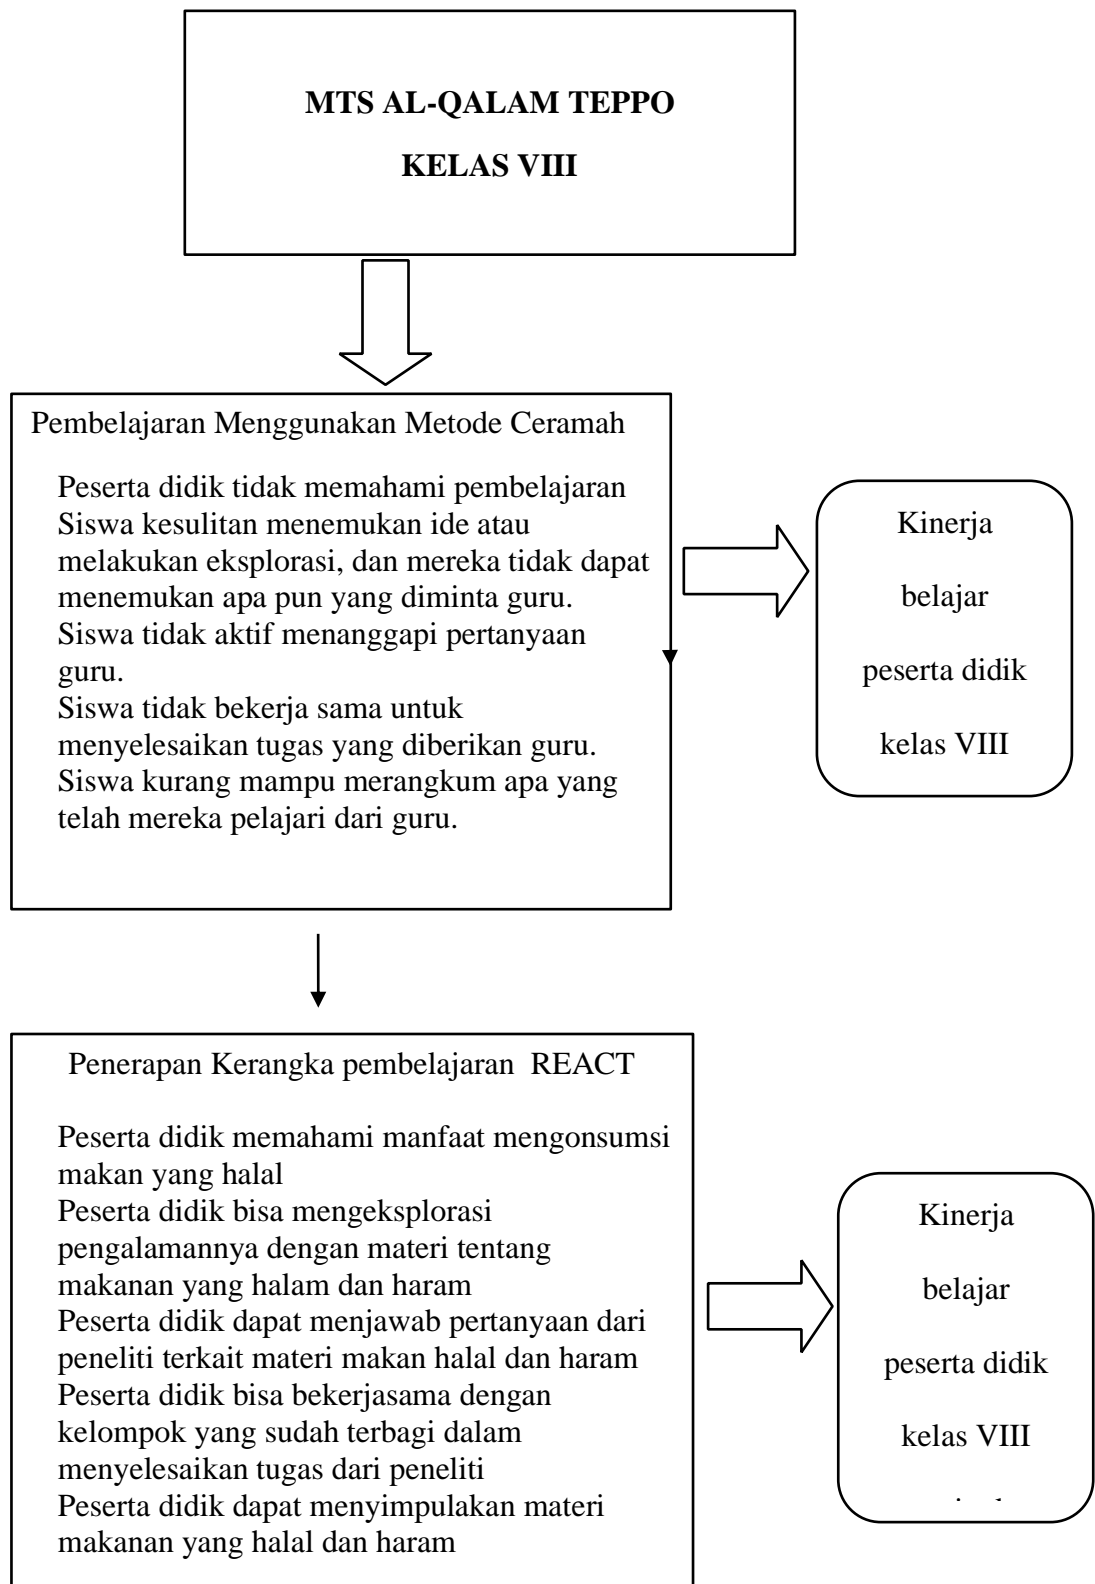 MTS AL-QALAM TEPPO
KELAS VIII
Pembelajaran Menggunakan Metode Ceramah
Peserta didik tidak memahami pembelajaran
Siswa kesulitan menemukan ide atau
melakukan eksplorasi, dan mereka tidak dapat
menemukan apa pun yang diminta guru.
Siswa tidak aktif menanggapi pertanyaan
guru.
Siswa tidak bekerja sama untuk
menyelesaikan tugas yang diberikan guru.
Siswa kurang mampu merangkum apa yang
telah mereka pelajari dari guru.
Kinerja
belajar
peserta didik
kelas VIII
Penerapan Kerangka pembelajaran REACT
Peserta didik memahami manfaat mengonsumsi
makan yang halal
Peserta didik bisa mengeksplorasi
pengalamannya dengan materi tentang
makanan yang halam dan haram
Peserta didik dapat menjawab pertanyaan dari
peneliti terkait materi makan halal dan haram
Peserta didik bisa bekerjasama dengan
kelompok yang sudah terbagi dalam
menyelesaikan tugas dari peneliti
Peserta didik dapat menyimpulakan materi
makanan yang halal dan haram
Kinerja
belajar
peserta didik
kelas VIII